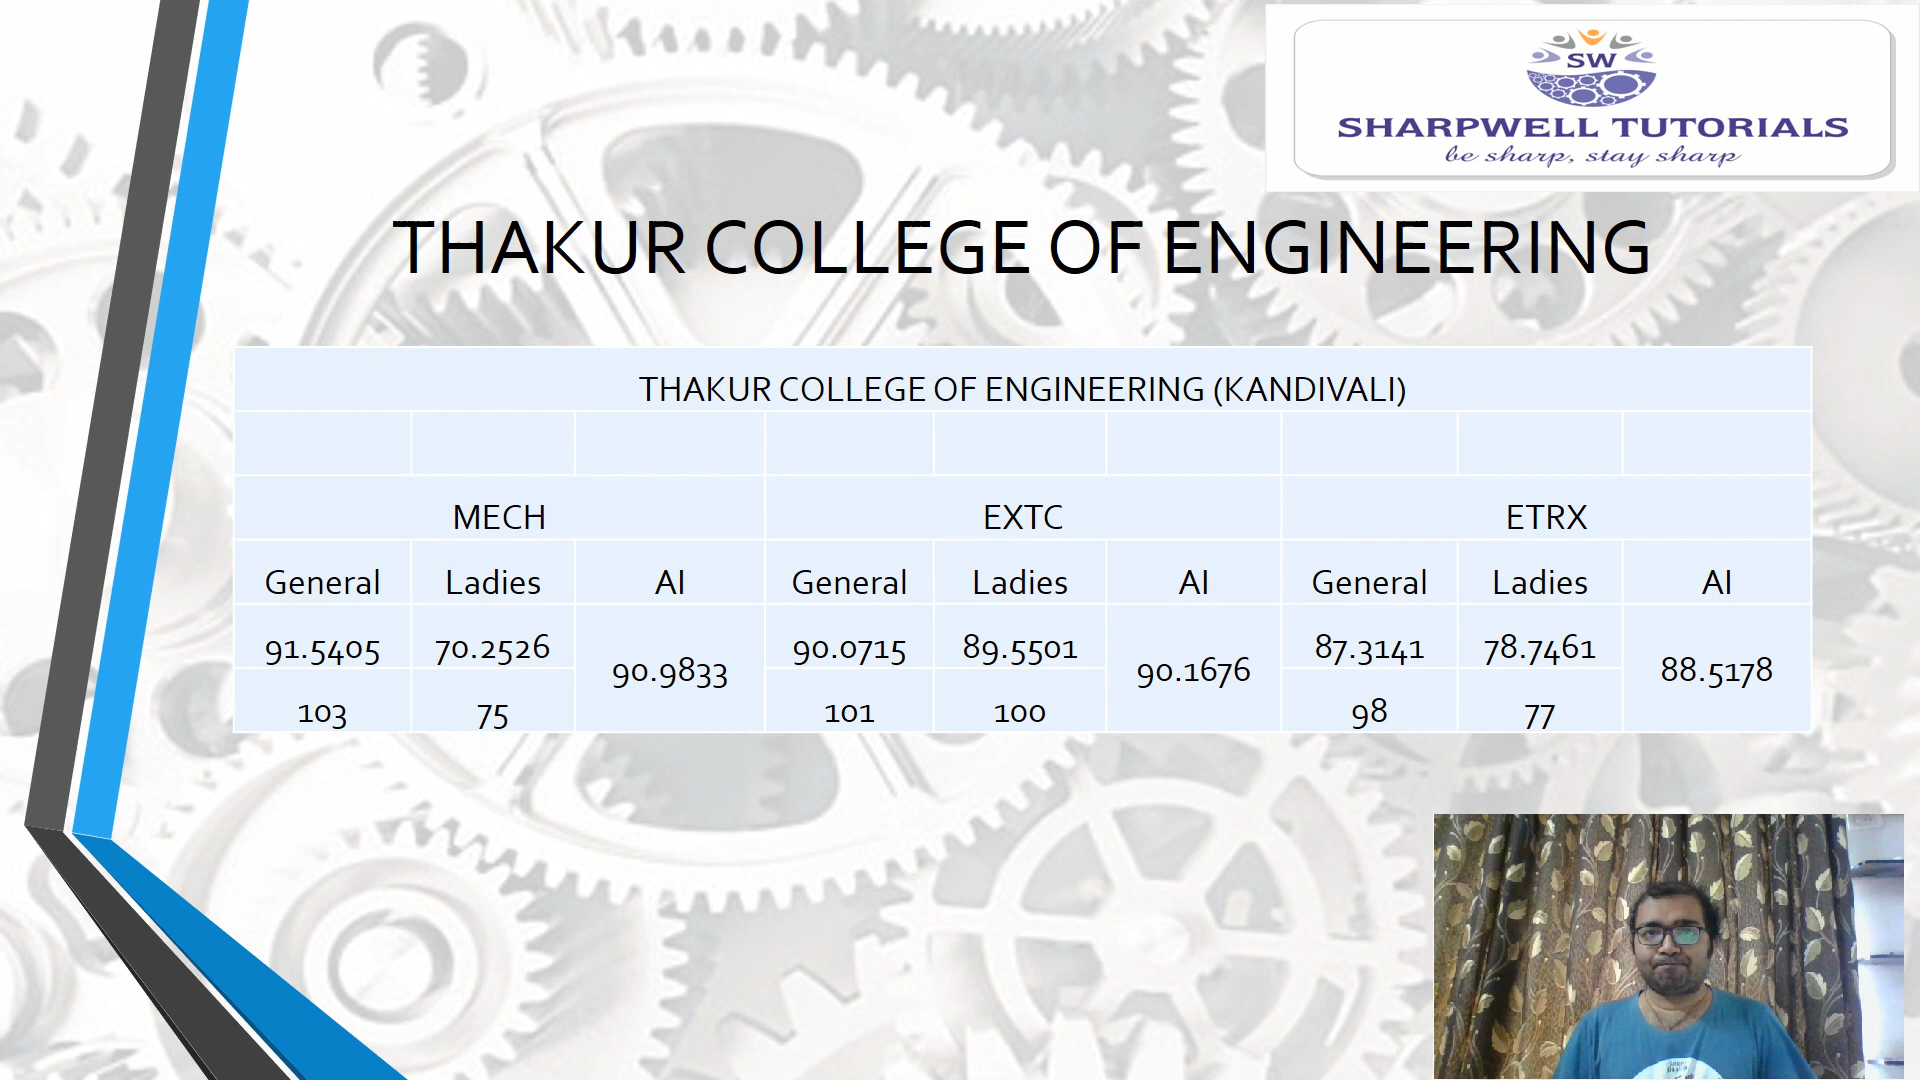 SW
SHARPWELL TUTORIALS
be sharp, stay sharp
THAKUR COLLEGE OF ENGINEERING
THAKUR COLLEGE OF ENGINEERING (KANDIVALI)
MECH EXTC ETRX
General Ladies AI General Ladies AI General Ladies AI
91.5405 70.2526 90.9833 90.0715 89.5501 90.1676 87.3141 78.7461 88.5178
103 75 101 100 98 77